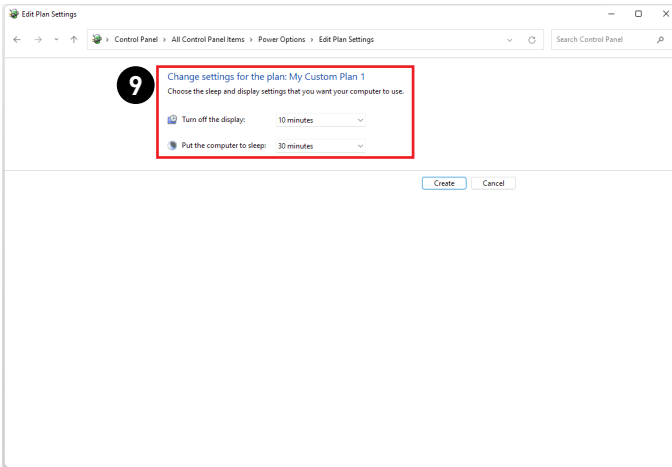 Edit Plan Settings
Control Panel > All Control Panel Items > Power Options > Edit Plan Settings
Search Control Panel
9
Change settings for the plan: My Custom Plan 1
Choose the sleep and display settings that you want your computer to use.
Turn off the display: 10 minutes
Put the computer to sleep: 30 minutes
Create Cancel